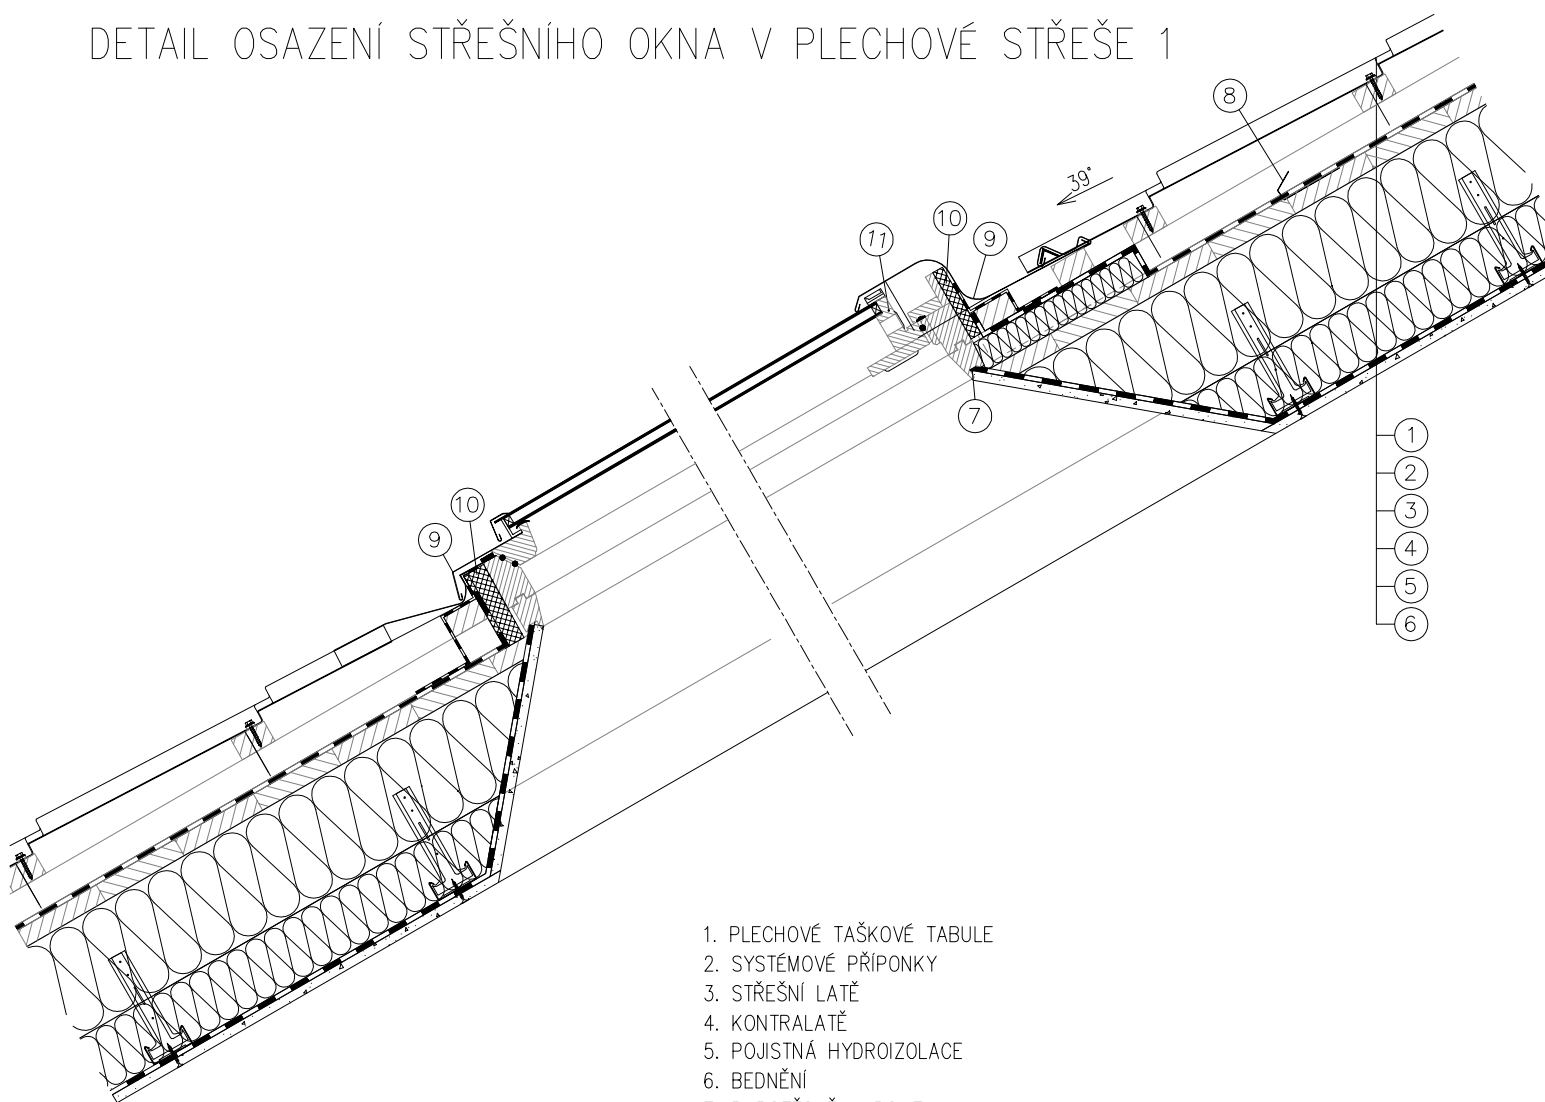 DETAIL OSAZENÍ STŘEŠNÍHO OKNA V PLECHOVÉ STŘEŠE 1
8
39°
10
9
11
7
1
2
3
4
5
6
10
9
1. PLECHOVÉ TAŠKOVÉ TABULE
2. SYSTÉMOVÉ PŘÍPONKY
3. STŘEŠNÍ LATĚ
4. KONTRALATĚ
5. POJISTNÁ HYDROIZOLACE
6. BEDNĚNÍ